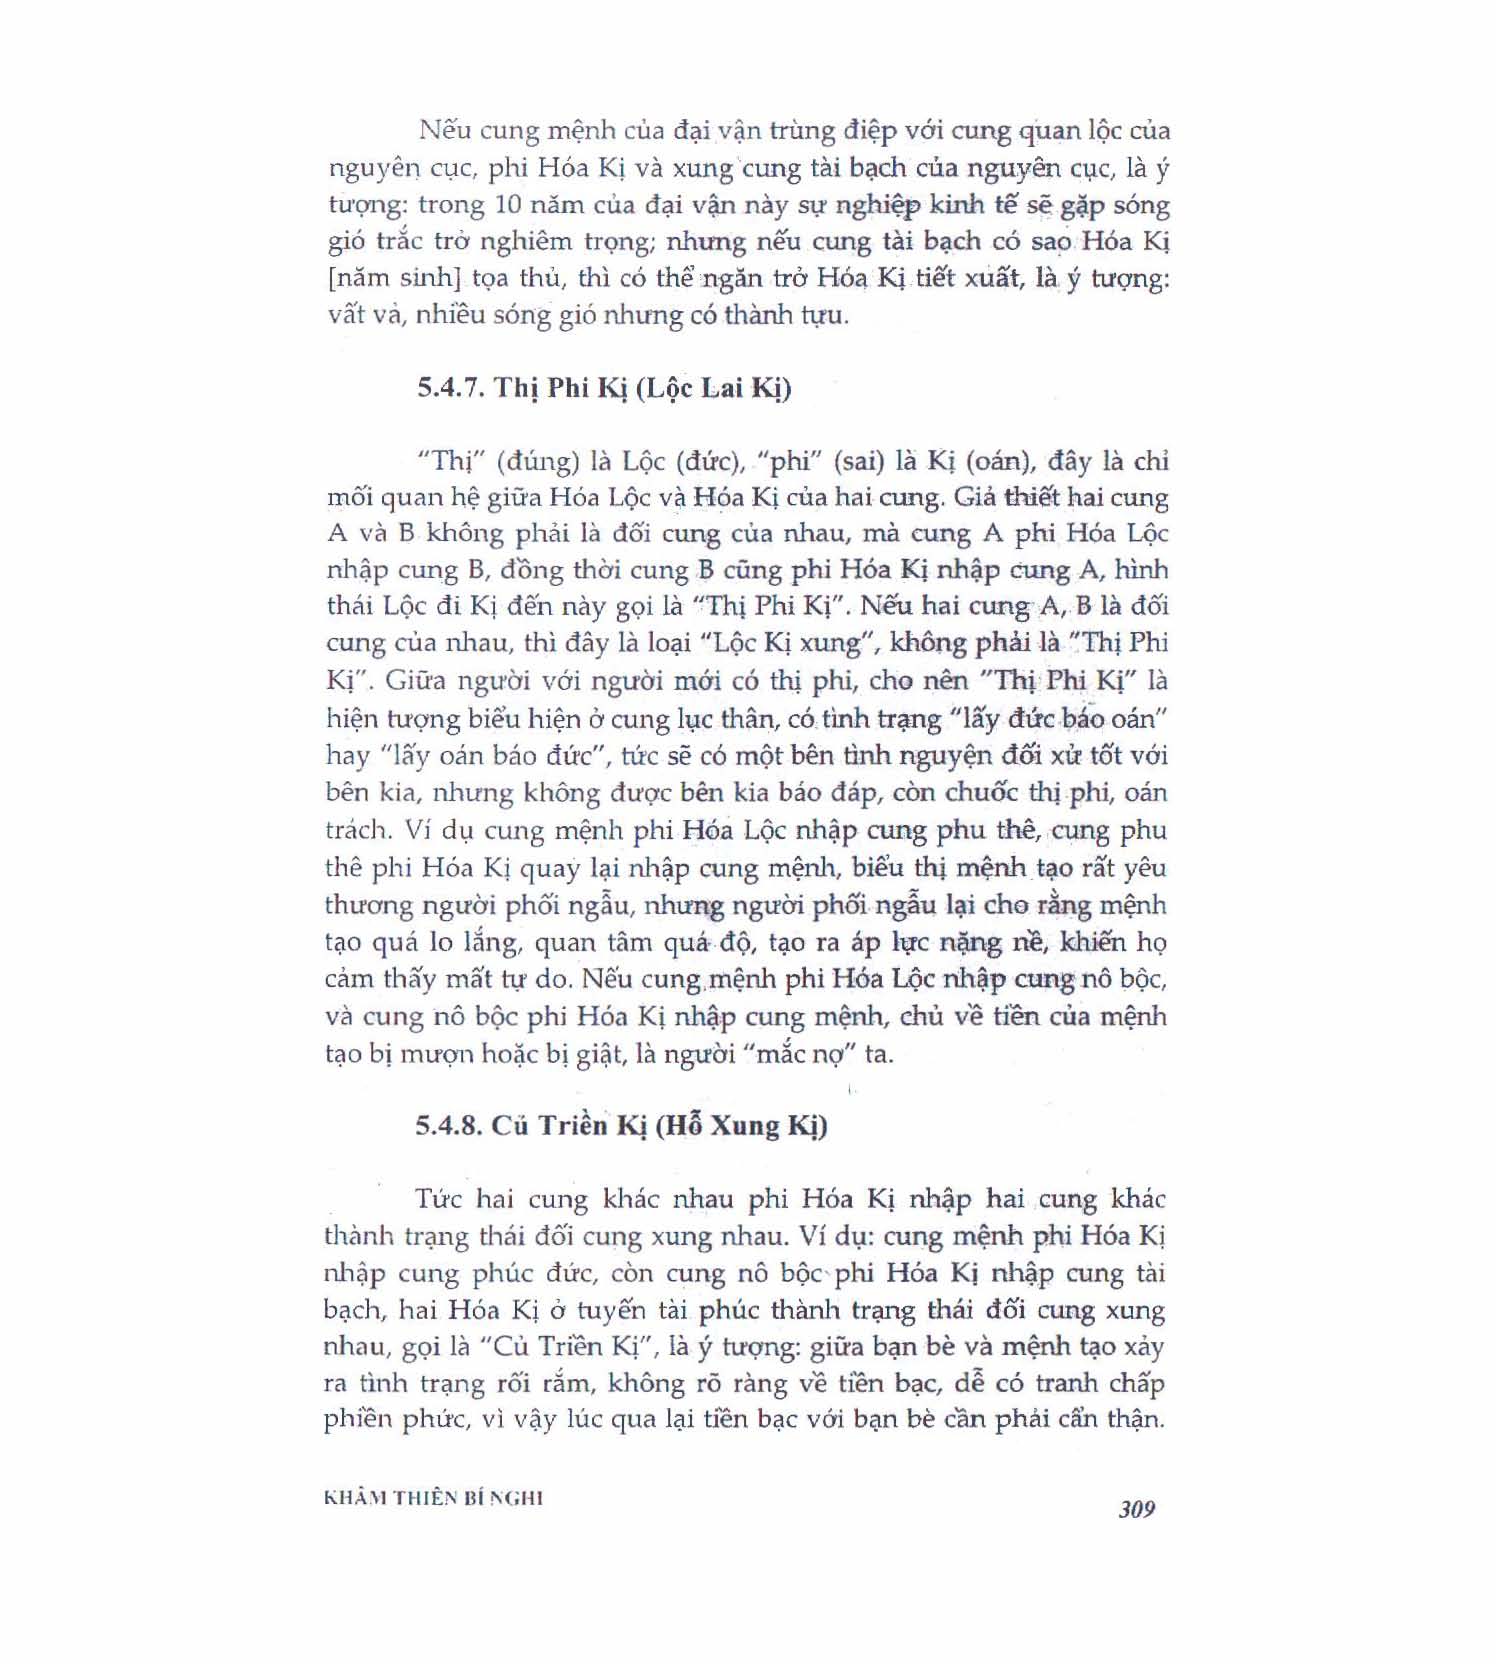 Nếu cung mệnh của đại vận trùng điệp với cung quan lộc của
nguyên cục, phi Hóa Kị và xung cung tài bạch của nguyên cục, là ý
tượng: trong 10 năm của đại vận này sự nghiệp kinh tế sẽ gặp sóng
gió trắc trở nghiêm trọng; nhưng nếu cung tài bạch có sao Hóa Kị
[năm sinh] tọa thủ, thì có thể ngăn trở Hóa Kị tiết xuất, là ý tượng:
vất vả, nhiều sóng gió nhưng có thành tựu.
5.4.7. Thị Phi Kị (Lộc Lai Kị)
"Thị" (đúng) là Lộc (đức), "phi" (sai) là Kị (oán), đây là chỉ
mối quan hệ giữa Hóa Lộc và Hóa Kị của hai cung. Giả thiết hai cung
A và B không phải là đối cung của nhau, mà cung A phi Hóa Lộc
nhập cung B, đồng thời cung B cũng phi Hóa Kị nhập cung A, hình
thái Lộc đi Kị đến này gọi là "Thị Phi Kị". Nếu hai cung A, B là đối
cung của nhau, thì đây là loại "Lộc Kị xung", không phải là "Thị Phi
Kị". Giữa người với người mới có thị phi, cho nên "Thị Phi Kị" là
hiện tượng biểu hiện ở cung lục thân, có tình trạng "lấy đức báo oán"
hay "lấy oán báo đức", tức sẽ có một bên tình nguyện đối xử tốt với
bên kia, nhưng không được bên kia báo đáp, còn chuốc thị phi, oán
trách. Ví dụ cung mệnh phi Hóa Lộc nhập cung phu thê, cung phu
thê phi Hóa Kị quay lại nhập cung mệnh, biểu thị mệnh tạo rất yêu
thương người phối ngẫu, nhưng người phối ngẫu lại cho rằng mệnh
tạo quá lo lắng, quan tâm quá độ, tạo ra áp lực nặng nề, khiến họ
cảm thấy mất tự do. Nếu cung mệnh phi Hóa Lộc nhập cung nô bộc,
và cung nô bộc phi Hóa Kị nhập cung mệnh, chủ về tiền của mệnh
tạo bị mượn hoặc bị giật, là người "mắc nợ" ta.
5.4.8. Củ Triền Kị (Hỗ Xung Kị)
Tức hai cung khác nhau phi Hóa Kị nhập hai cung khác
thành trạng thái đối cung xung nhau. Ví dụ: cung mệnh phi Hóa Kị
nhập cung phúc đức, còn cung nô bộc phi Hóa Kị nhập cung tài
bạch, hai Hóa Kị ở tuyến tài phúc thành trạng thái đối cung xung
nhau, gọi là "Củ Triền Kị", là ý tượng: giữa bạn bè và mệnh tạo xảy
ra tình trạng rối rắm, không rõ ràng về tiền bạc, dễ có tranh chấp
phiền phức, vì vậy lúc qua lại tiền bạc với bạn bè cần phải cẩn thận.
KHÂM THIÊN BÍ NGHI
309